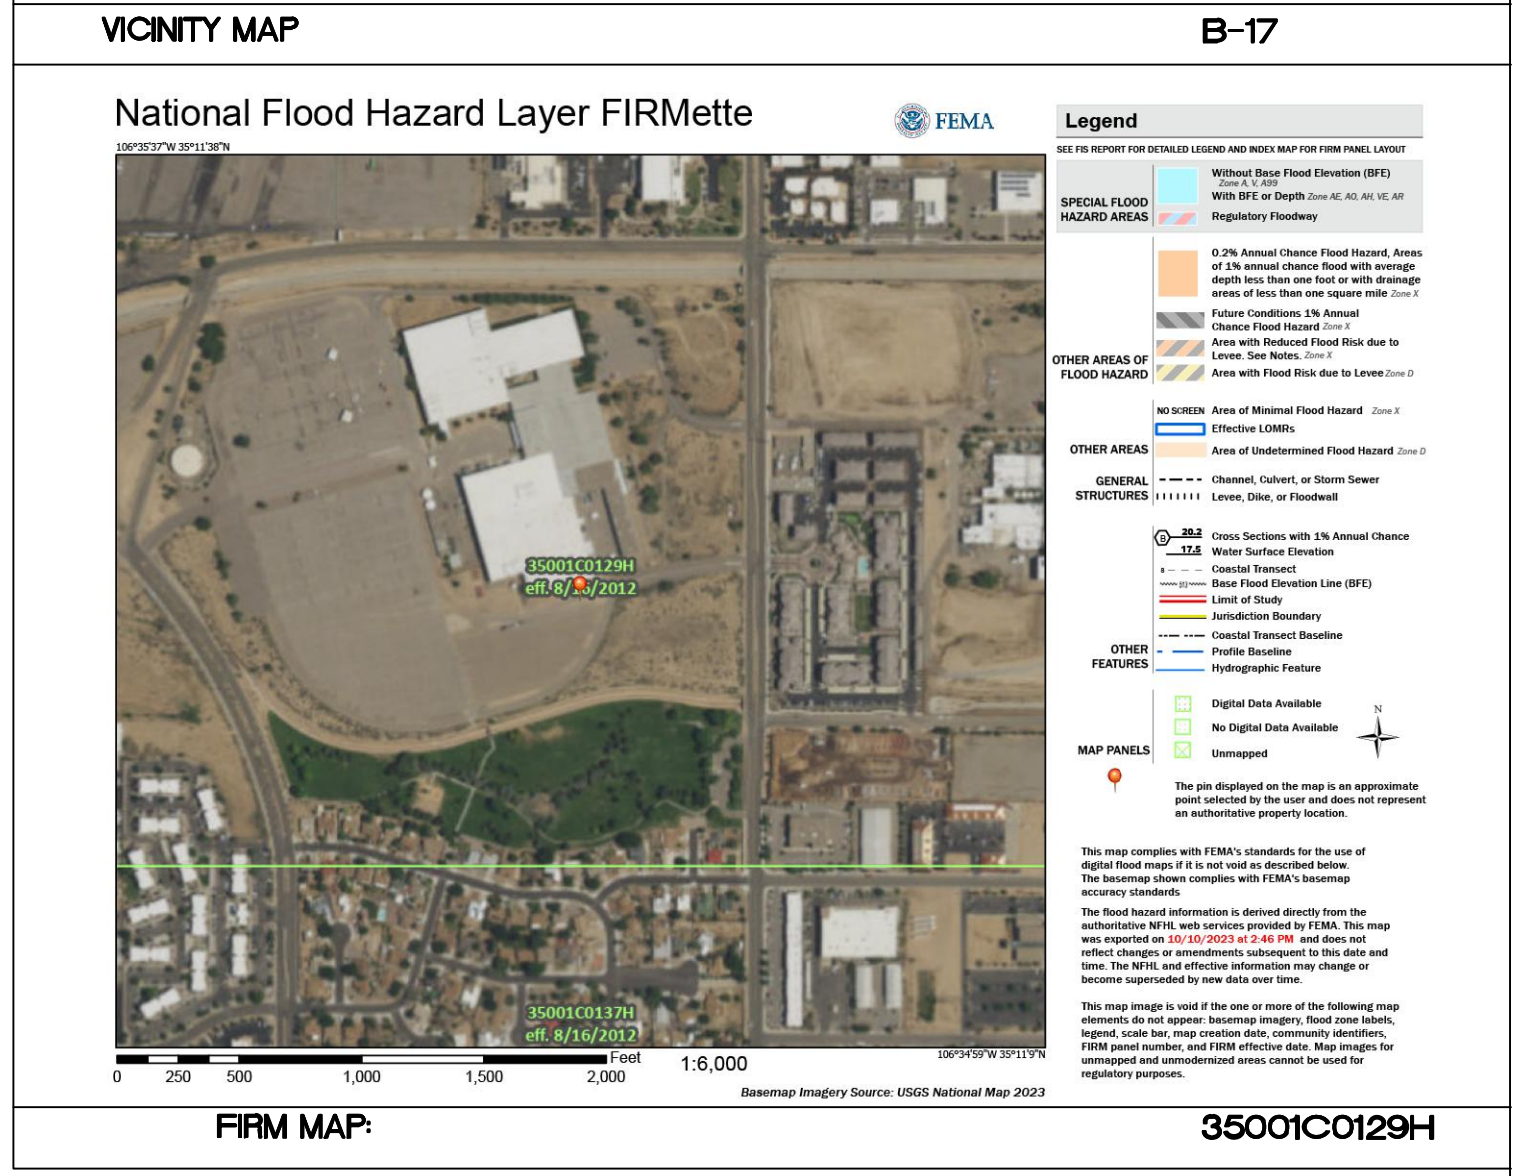 VICINITY MAP
B-17
National Flood Hazard Layer FIRMette
FEMA
106°35'37"W 35°11'38"N
35001C0129H
eff. 8/16/2012
35001C0137H
eff. 8/16/2012
106°34'59"W 35°11'9"N
0 250 500 1,000 1,500 2,000
Feet
1:6,000
Basemap Imagery Source: USGS National Map 2023
Legend
SEE FIS REPORT FOR DETAILED LEGEND AND INDEX MAP FOR FIRM PANEL LAYOUT
SPECIAL FLOOD
HAZARD AREAS
Without Base Flood Elevation (BFE)
Zone A, V, A99
With BFE or Depth Zone AE, AO, AH, VE, AR
Regulatory Floodway
OTHER AREAS OF
FLOOD HAZARD
0.2% Annual Chance Flood Hazard, Areas
of 1% annual chance flood with average
depth less than one foot or with drainage
areas of less than one square mile Zone X
Future Conditions 1% Annual
Chance Flood Hazard Zone X
Area with Reduced Flood Risk due to
Levee. See Notes. Zone X
Area with Flood Risk due to Levee Zone D
OTHER AREAS
NO SCREEN Area of Minimal Flood Hazard Zone X
Effective LOMRs
Area of Undetermined Flood Hazard Zone D
GENERAL
STRUCTURES
Channel, Culvert, or Storm Sewer
Levee, Dike, or Floodwall
OTHER
FEATURES
B 20.2 Cross Sections with 1% Annual Chance
17.5 Water Surface Elevation
8 Coastal Transect
513 Base Flood Elevation Line (BFE)
Limit of Study
Jurisdiction Boundary
Coastal Transect Baseline
Profile Baseline
Hydrographic Feature
MAP PANELS
Digital Data Available
No Digital Data Available
Unmapped
N
The pin displayed on the map is an approximate
point selected by the user and does not represent
an authoritative property location.
This map complies with FEMA's standards for the use of
digital flood maps if it is not void as described below.
The basemap shown complies with FEMA's basemap
accuracy standards
The flood hazard information is derived directly from the
authoritative NFHL web services provided by FEMA. This map
was exported on 10/10/2023 at 2:46 PM and does not
reflect changes or amendments subsequent to this date and
time. The NFHL and effective information may change or
become superseded by new data over time.
This map image is void if the one or more of the following map
elements do not appear: basemap imagery, flood zone labels,
legend, scale bar, map creation date, community identifiers,
FIRM panel number, and FIRM effective date. Map images for
unmapped and unmodernized areas cannot be used for
regulatory purposes.
FIRM MAP:
35001C0129H